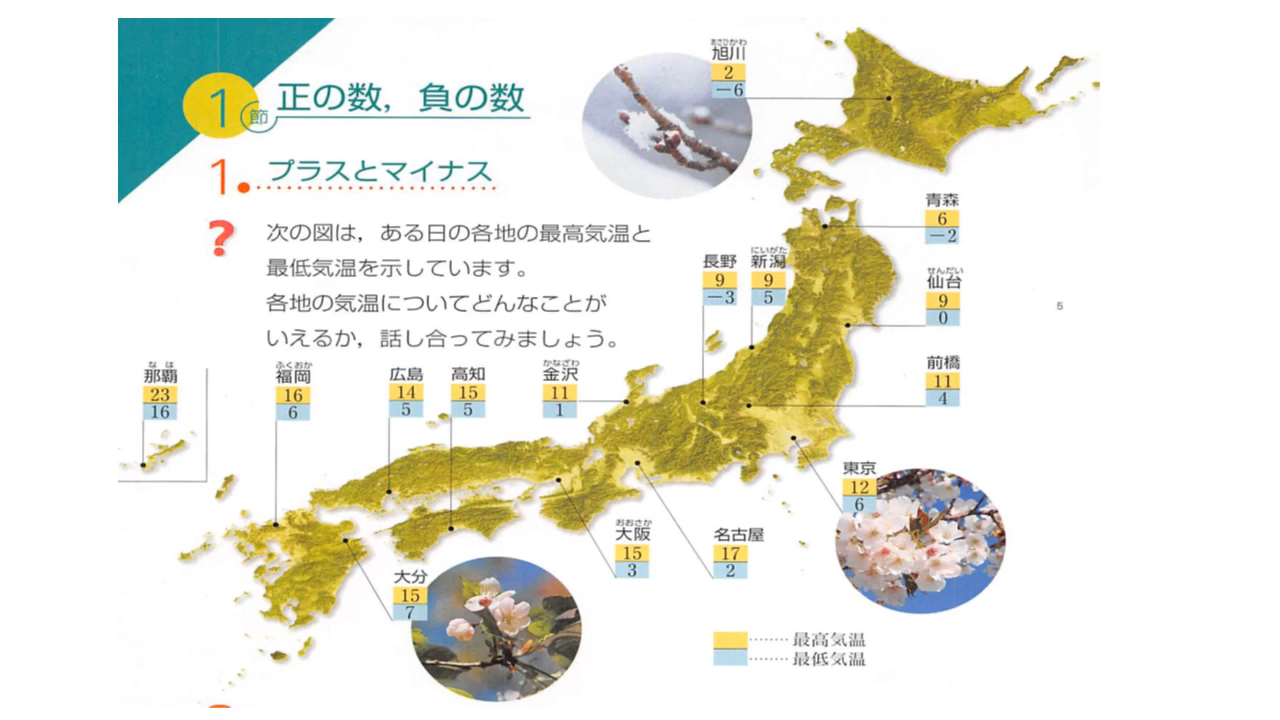 1節 正の数，負の数
1. プラスとマイナス
? 次の図は，ある日の各地の最高気温と
最低気温を示しています。
各地の気温についてどんなことが
いえるか，話し合ってみましょう。
5
あさひかわ
旭川
2
−6
青森
6
−2
せんだい
仙台
9
0
長野
9
−3
にいがた
新潟
9
5
前橋
11
4
なは
那覇
23
16
ふくおか
福岡
16
6
広島
14
5
高知
15
5
かなざわ
金沢
11
1
東京
12
6
おおさか
大阪
15
3
名古屋
17
2
大分
15
7
……最高気温
……最低気温